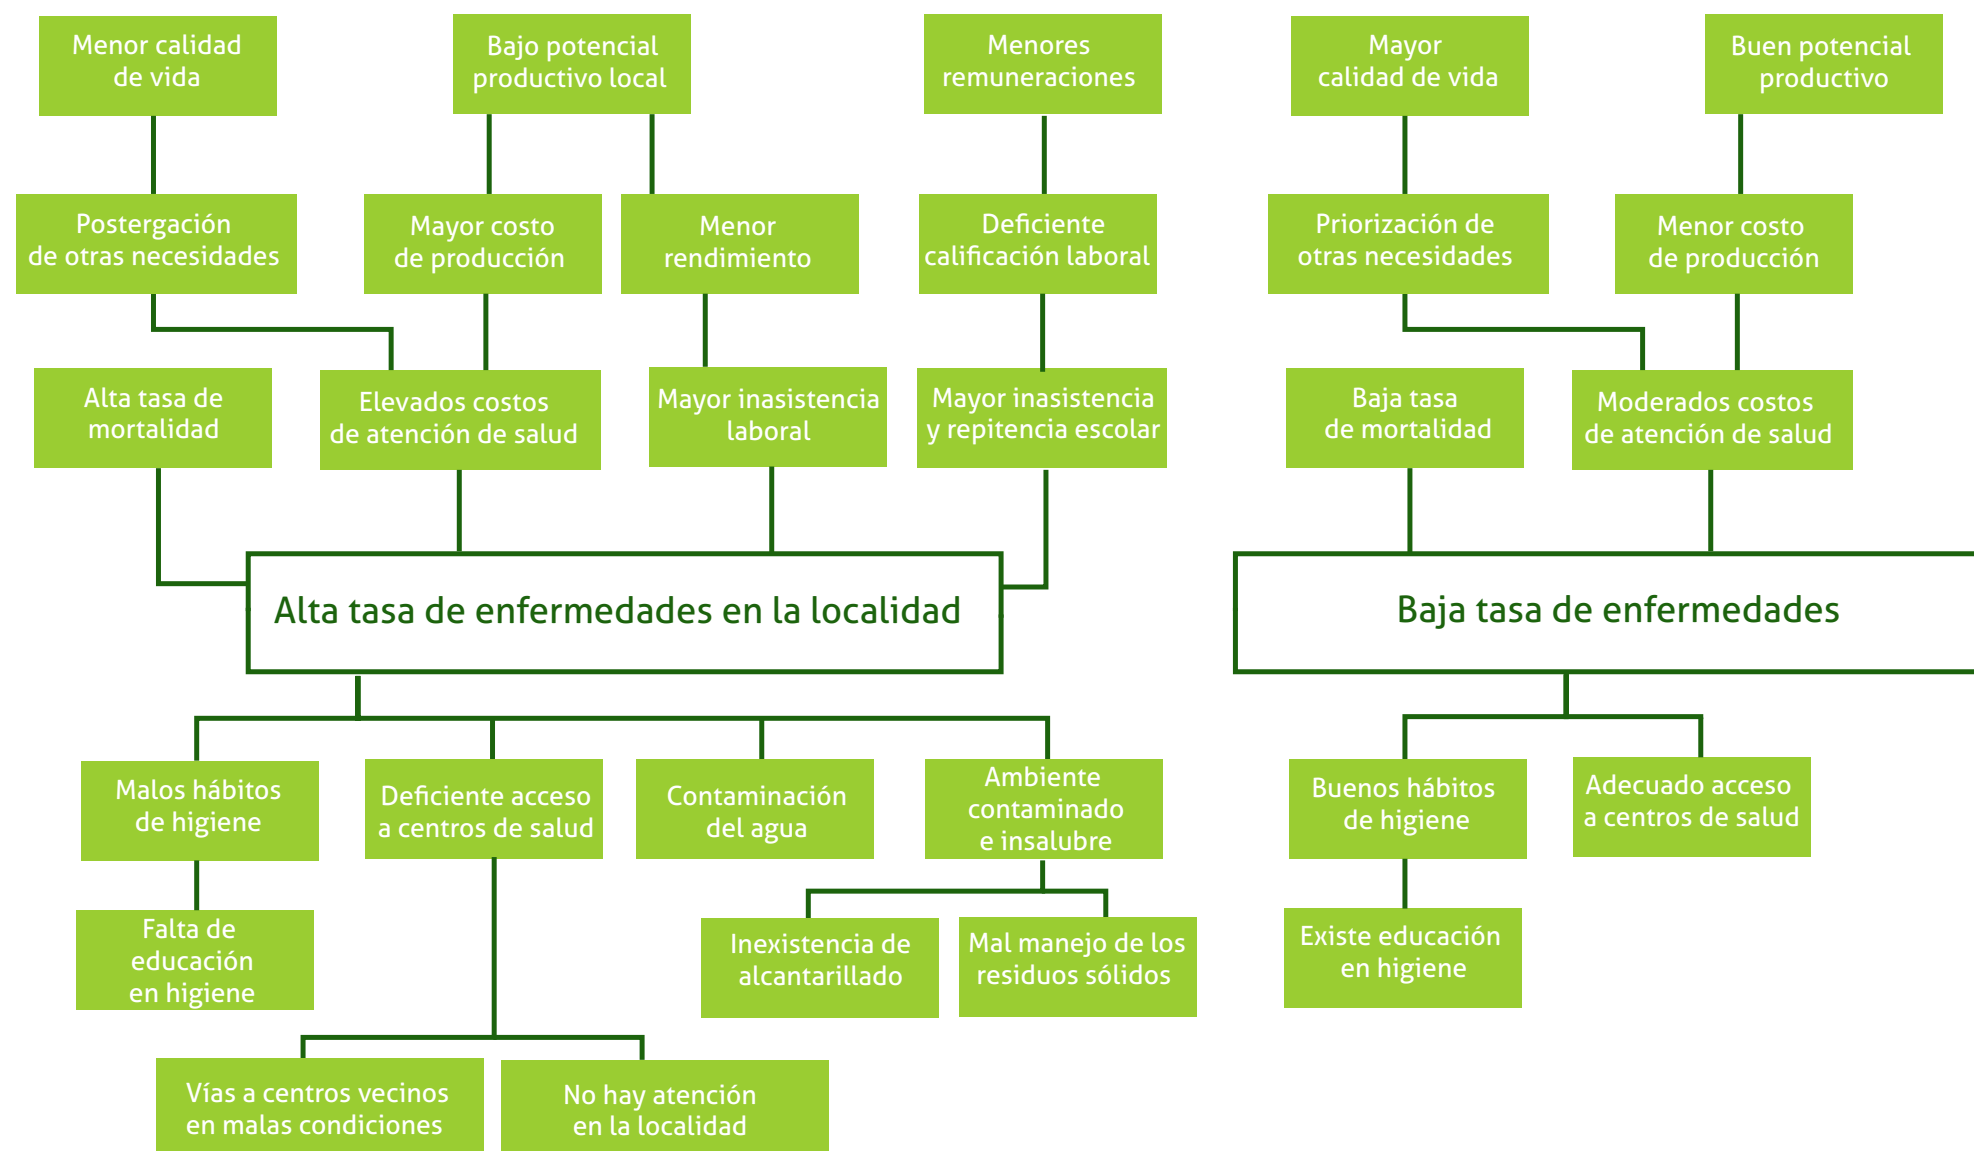 Menor calidad
de vida
Bajo potencial
productivo local
Menores
remuneraciones
Mayor
calidad de vida
Buen potencial
productivo
Postergación
de otras necesidades
Mayor costo
de producción
Menor
rendimiento
Deficiente
calificación laboral
Priorización de
otras necesidades
Menor costo
de producción
Alta tasa de
mortalidad
Elevados costos
de atención de salud
Mayor inasistencia
laboral
Mayor inasistencia
y repitencia escolar
Baja tasa
de mortalidad
Moderados costos
de atención de salud
Alta tasa de enfermedades en la localidad
Baja tasa de enfermedades
Malos hábitos
de higiene
Deficiente acceso
a centros de salud
Contaminación
del agua
Ambiente
contaminado
e insalubre
Buenos hábitos
de higiene
Adecuado acceso
a centros de salud
Falta de
educación
en higiene
Inexistencia de
alcantarillado
Mal manejo de los
residuos sólidos
Existe educación
en higiene
Vías a centros vecinos
en malas condiciones
No hay atención
en la localidad